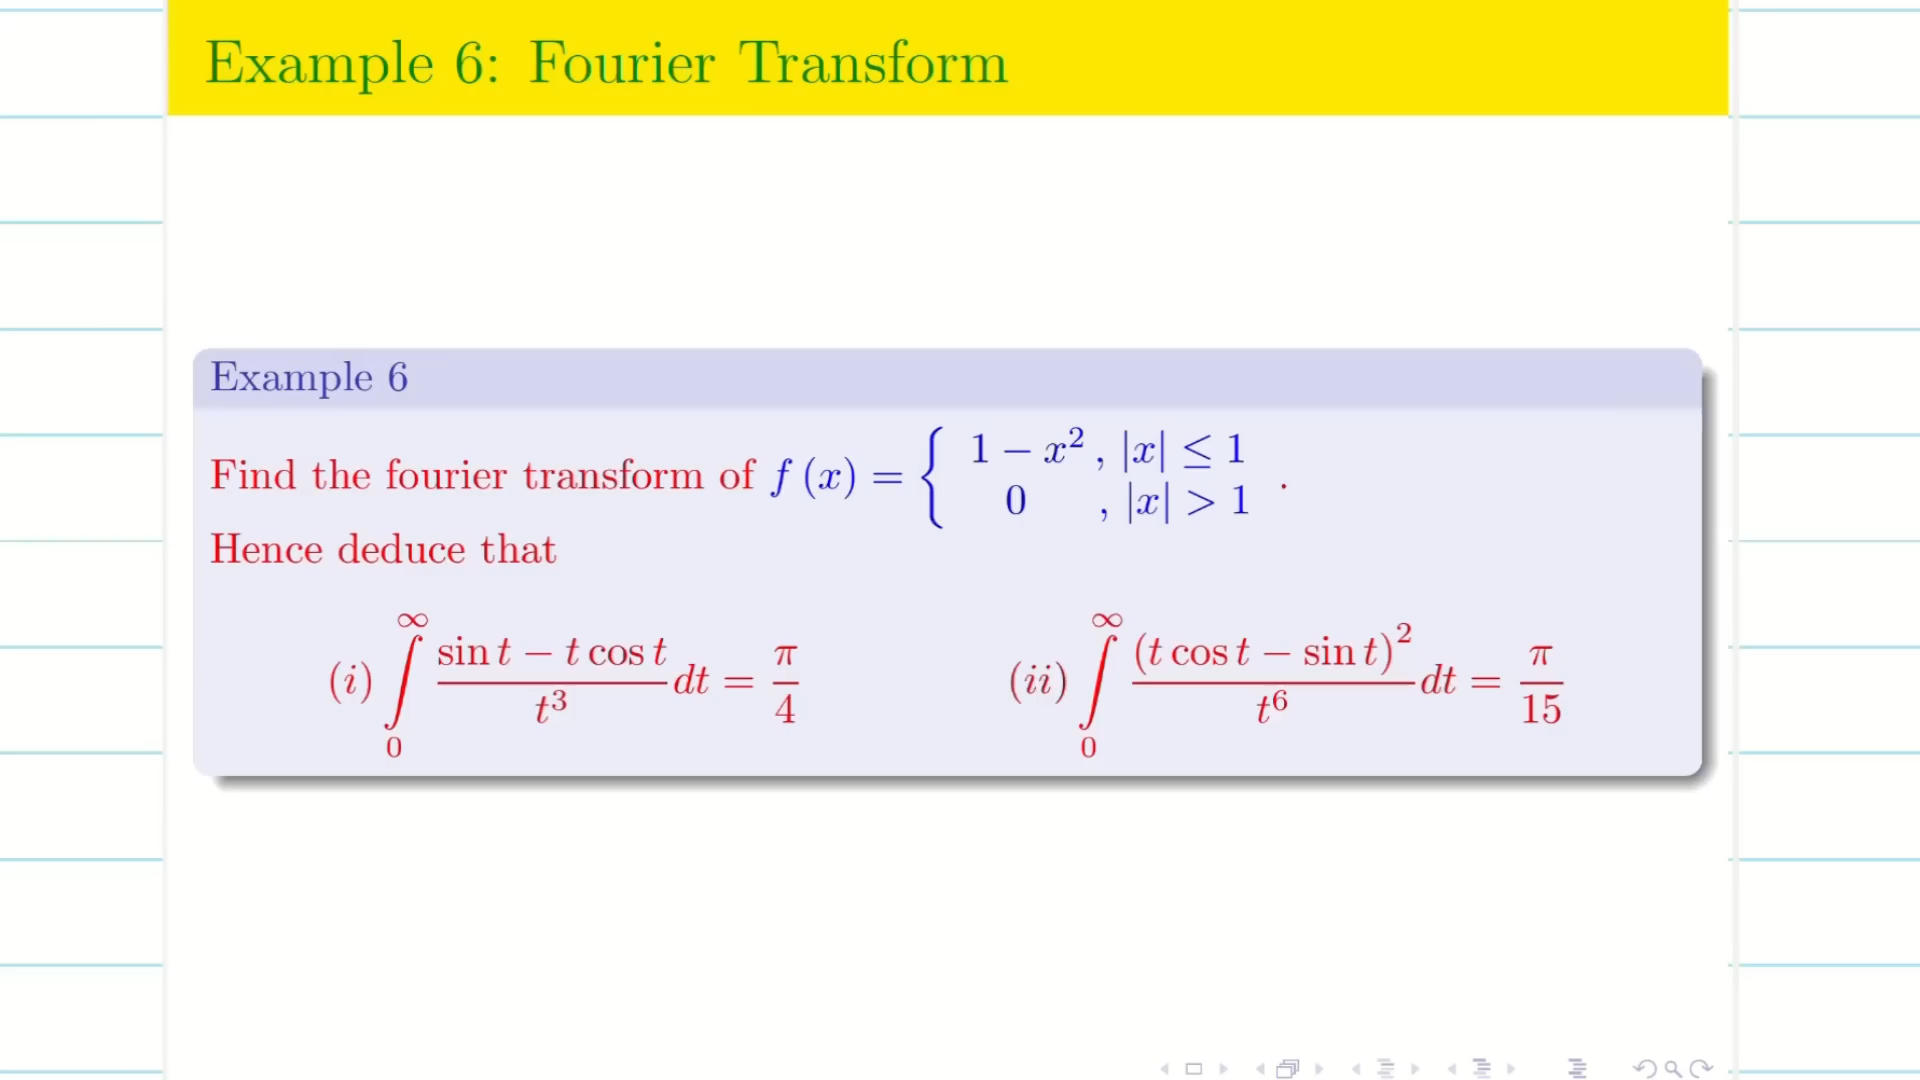 Example 6: Fourier Transform
Example 6
Find the fourier transform of f (x) = { 1 − x² , |x| ≤ 1
0 , |x| > 1 .
Hence deduce that
(i) ∫₀^∞ (sin t − t cos t)/t³ dt = π/4 (ii) ∫₀^∞ (t cos t − sin t)²/t⁶ dt = π/15